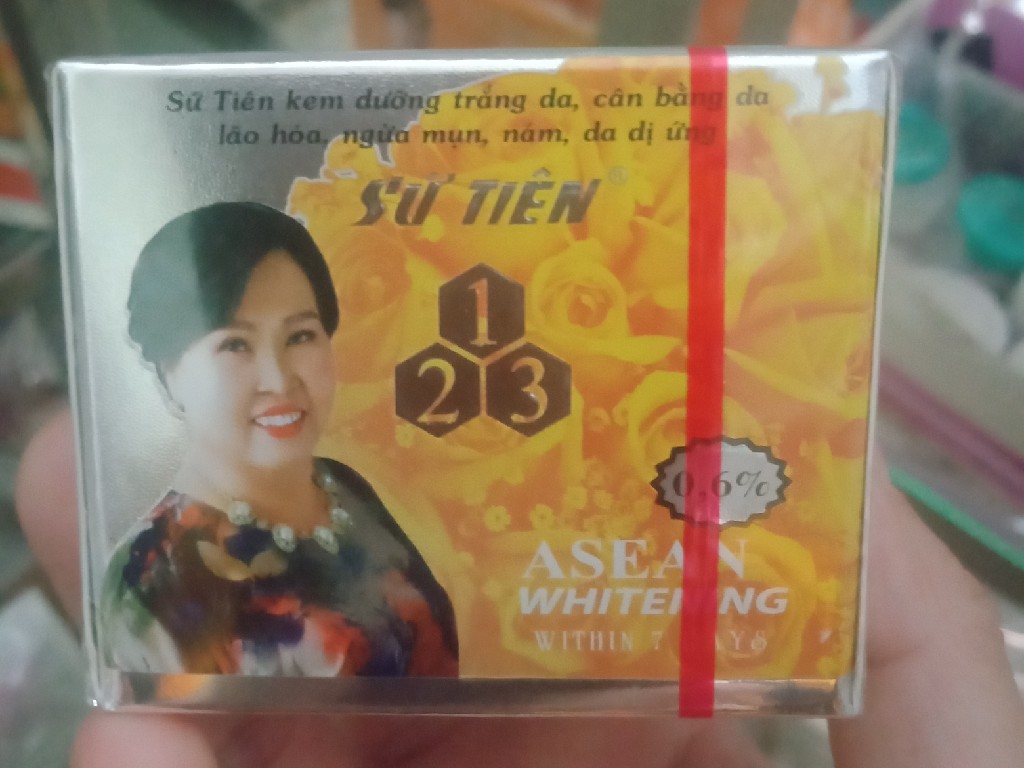 Sứ Tiên kem dưỡng trắng da, cân bằng da
lão hóa, ngừa mụn, nám, da dị ứng
SỨ TIÊN®
1
2 3
0,6%
ASEAN
WHITENING
WITHIN 7 DAYS